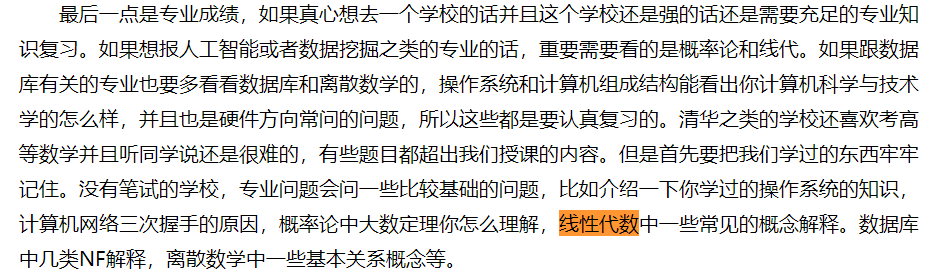 最后一点是专业成绩，如果真心想去一个学校的话并且这个学校还是强的话还是需要充足的专业知
识复习。如果想报人工智能或者数据挖掘之类的专业的话，重要需要看的是概率论和线代。如果跟数据
库有关的专业也要多看看数据库和离散数学的，操作系统和计算机组成结构能看出你计算机科学与技术
学的怎么样，并且也是硬件方向常问的问题，所以这些都是要认真复习的。清华之类的学校还喜欢考高
等数学并且听同学说还是很难的，有些题目都超出我们授课的内容。但是首先要把我们学过的东西牢牢
记住。没有笔试的学校，专业问题会问一些比较基础的问题，比如介绍一下你学过的操作系统的知识，
计算机网络三次握手的原因，概率论中大数定理你怎么理解，线性代数中一些常见的概念解释。数据库
中几类NF解释，离散数学中一些基本关系概念等。